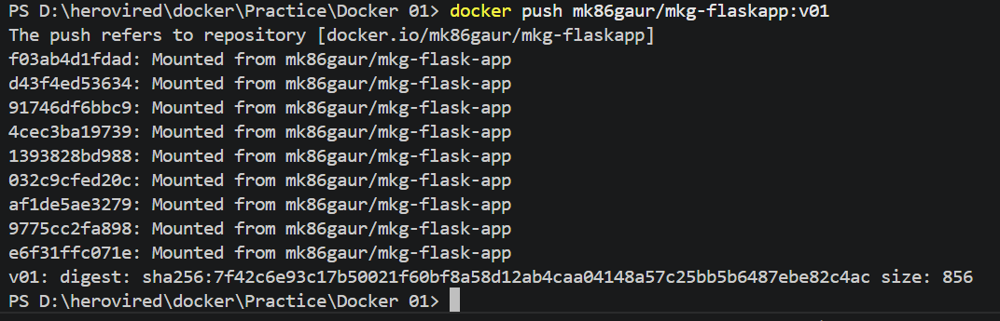 PS D:\herovired\docker\Practice\Docker 01> docker push mk86gaur/mkg-flaskapp:v01
The push refers to repository [docker.io/mk86gaur/mkg-flaskapp]
f03ab4d1fdad: Mounted from mk86gaur/mkg-flask-app
d43f4ed53634: Mounted from mk86gaur/mkg-flask-app
91746df6bbc9: Mounted from mk86gaur/mkg-flask-app
4cec3ba19739: Mounted from mk86gaur/mkg-flask-app
1393828bd988: Mounted from mk86gaur/mkg-flask-app
032c9cfed20c: Mounted from mk86gaur/mkg-flask-app
af1de5ae3279: Mounted from mk86gaur/mkg-flask-app
9775cc2fa898: Mounted from mk86gaur/mkg-flask-app
e6f31ffc071e: Mounted from mk86gaur/mkg-flask-app
v01: digest: sha256:7f42c6e93c17b50021f60bf8a58d12ab4caa04148a57c25bb5b6487ebe82c4ac size: 856
PS D:\herovired\docker\Practice\Docker 01>